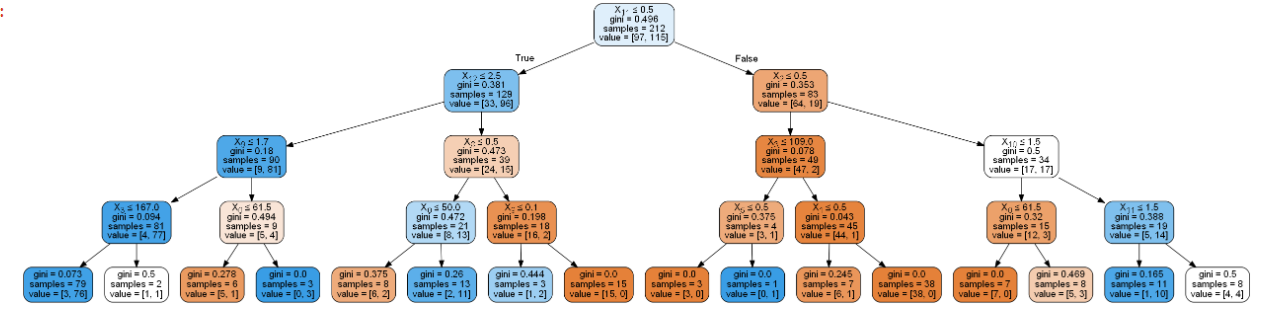 :
≤ 0.5
gini = 0.496
samples = 212
value = [97, 115]
True
False
≤ 2.5
gini = 0.381
samples = 129
value = [33, 96]
≤ 0.5
gini = 0.353
samples = 83
value = [64, 19]
≤ 1.7
gini = 0.18
samples = 90
value = [9, 81]
≤ 0.5
gini = 0.473
samples = 39
value = [24, 15]
≤ 109.0
gini = 0.078
samples = 49
value = [47, 2]
X10 ≤ 1.5
gini = 0.5
samples = 34
value = [17, 17]
≤ 167.0
gini = 0.094
samples = 81
value = [4, 77]
≤ 61.5
gini = 0.494
samples = 9
value = [5, 4]
≤ 50.0
gini = 0.472
samples = 21
value = [8, 13]
≤ 0.1
gini = 0.198
samples = 18
value = [16, 2]
≤ 0.5
gini = 0.375
samples = 4
value = [3, 1]
≤ 0.5
gini = 0.043
samples = 45
value = [44, 1]
≤ 61.5
gini = 0.32
samples = 15
value = [12, 3]
X11 ≤ 1.5
gini = 0.388
samples = 19
value = [5, 14]
gini = 0.073
samples = 79
value = [3, 76]
gini = 0.5
samples = 2
value = [1, 1]
gini = 0.278
samples = 6
value = [5, 1]
gini = 0.0
samples = 3
value = [0, 3]
gini = 0.375
samples = 8
value = [6, 2]
gini = 0.26
samples = 13
value = [2, 11]
gini = 0.444
samples = 3
value = [1, 2]
gini = 0.0
samples = 15
value = [15, 0]
gini = 0.0
samples = 3
value = [3, 0]
gini = 0.0
samples = 1
value = [0, 1]
gini = 0.245
samples = 7
value = [6, 1]
gini = 0.0
samples = 38
value = [38, 0]
gini = 0.0
samples = 7
value = [7, 0]
gini = 0.469
samples = 8
value = [5, 3]
gini = 0.165
samples = 11
value = [1, 10]
gini = 0.5
samples = 8
value = [4, 4]